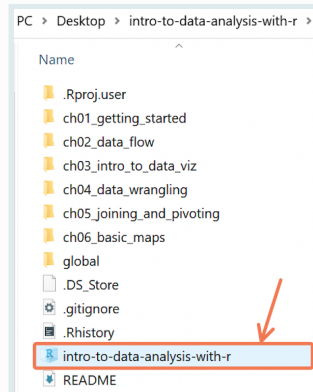 PC > Desktop > intro-to-data-analysis-with-r >
Name
.Rproj.user
ch01_getting_started
ch02_data_flow
ch03_intro_to_data_viz
ch04_data_wrangling
ch05_joining_and_pivoting
ch06_basic_maps
global
.DS_Store
.gitignore
.Rhistory
intro-to-data-analysis-with-r
README